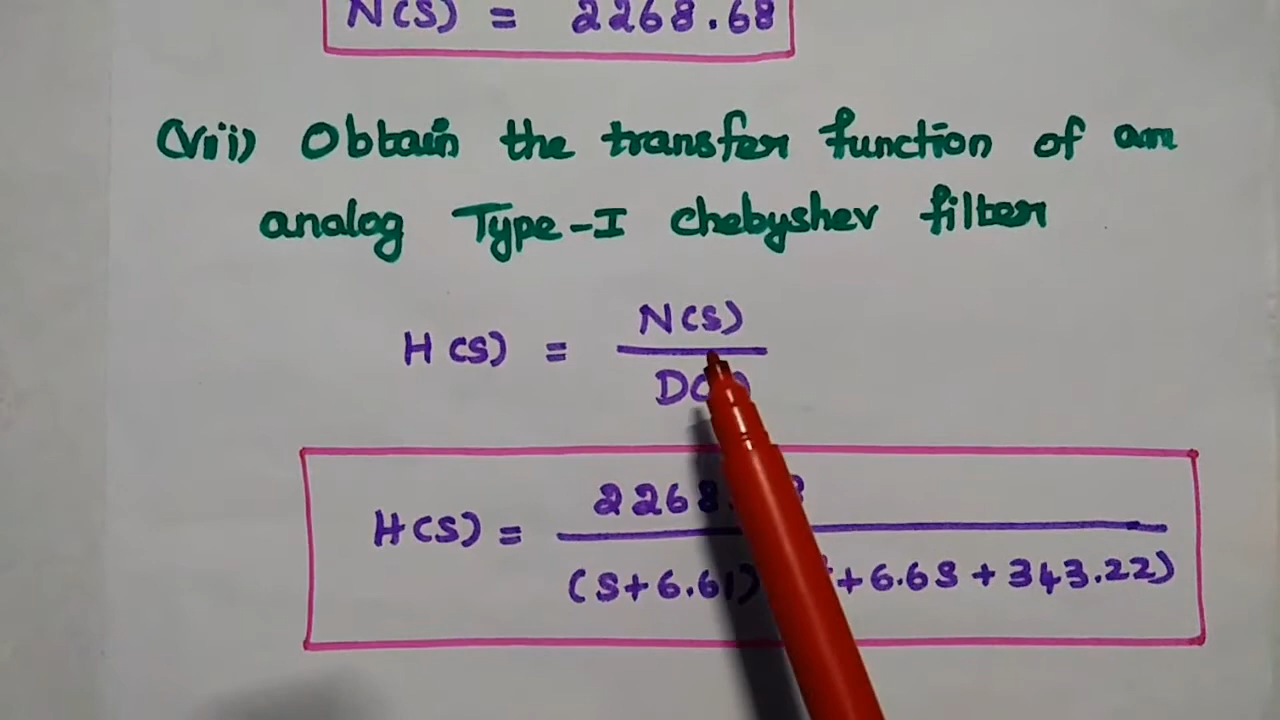 N(S) = 2268.68
(Vii) Obtain the transfer function of an
analog Type-I chebyshev filter
H(S) = N(S)
D(
H(S) = 2268.
(S+6.61) +6.6S + 343.22)